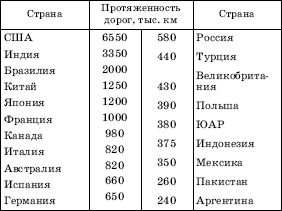 Страна Протяженность дорог, тыс. км Страна
США 6550 580 Россия
Индия 3350 440 Турция
Бразилия 2000
Китай 1250 430 Великобрита-
ния
Япония 1200 390 Польша
Франция 1000 380 ЮАР
Канада 980
Италия 820 375 Индонезия
Австралия 820 350 Мексика
Испания 660 260 Пакистан
Германия 650 240 Аргентина